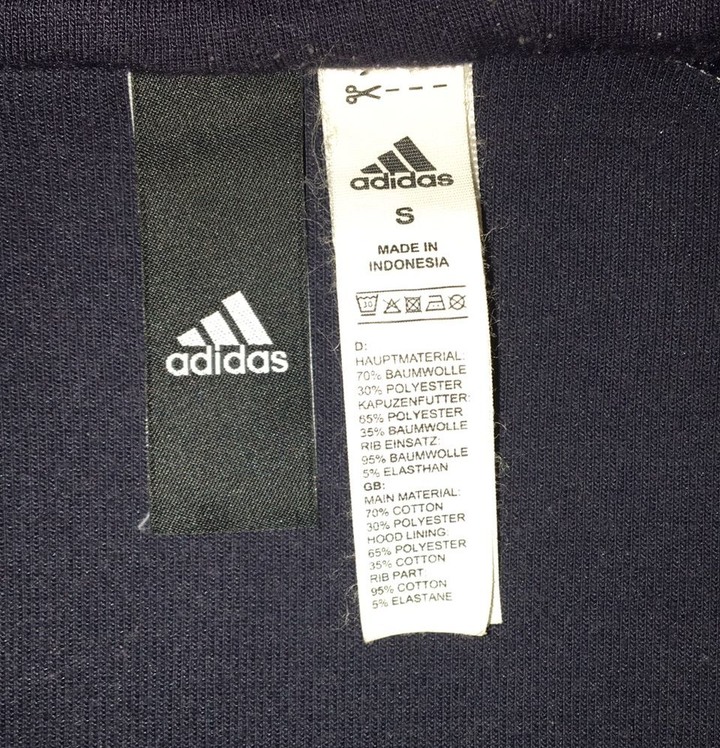 adidas
adidas
S
MADE IN
INDONESIA
30
D:
HAUPTMATERIAL:
70% BAUMWOLLE
30% POLYESTER
KAPUZENFUTTER:
65% POLYESTER
35% BAUMWOLLE
RIB EINSATZ:
95% BAUMWOLLE
5% ELASTHAN
GB:
MAIN MATERIAL:
70% COTTON
30% POLYESTER
HOOD LINING:
65% POLYESTER
35% COTTON
RIB PART
95% COTTON
5% ELASTANE